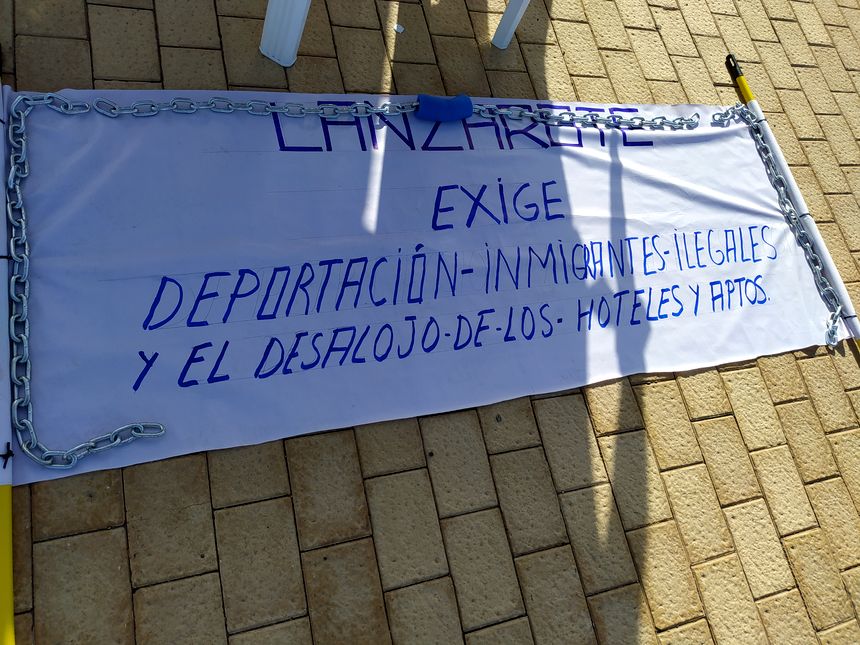 LANZAROTE
EXIGE
DEPORTACIÓN-INMIGRANTES-ILEGALES
Y EL DESALOJO-DE-LOS-HOTELES Y APTOS.